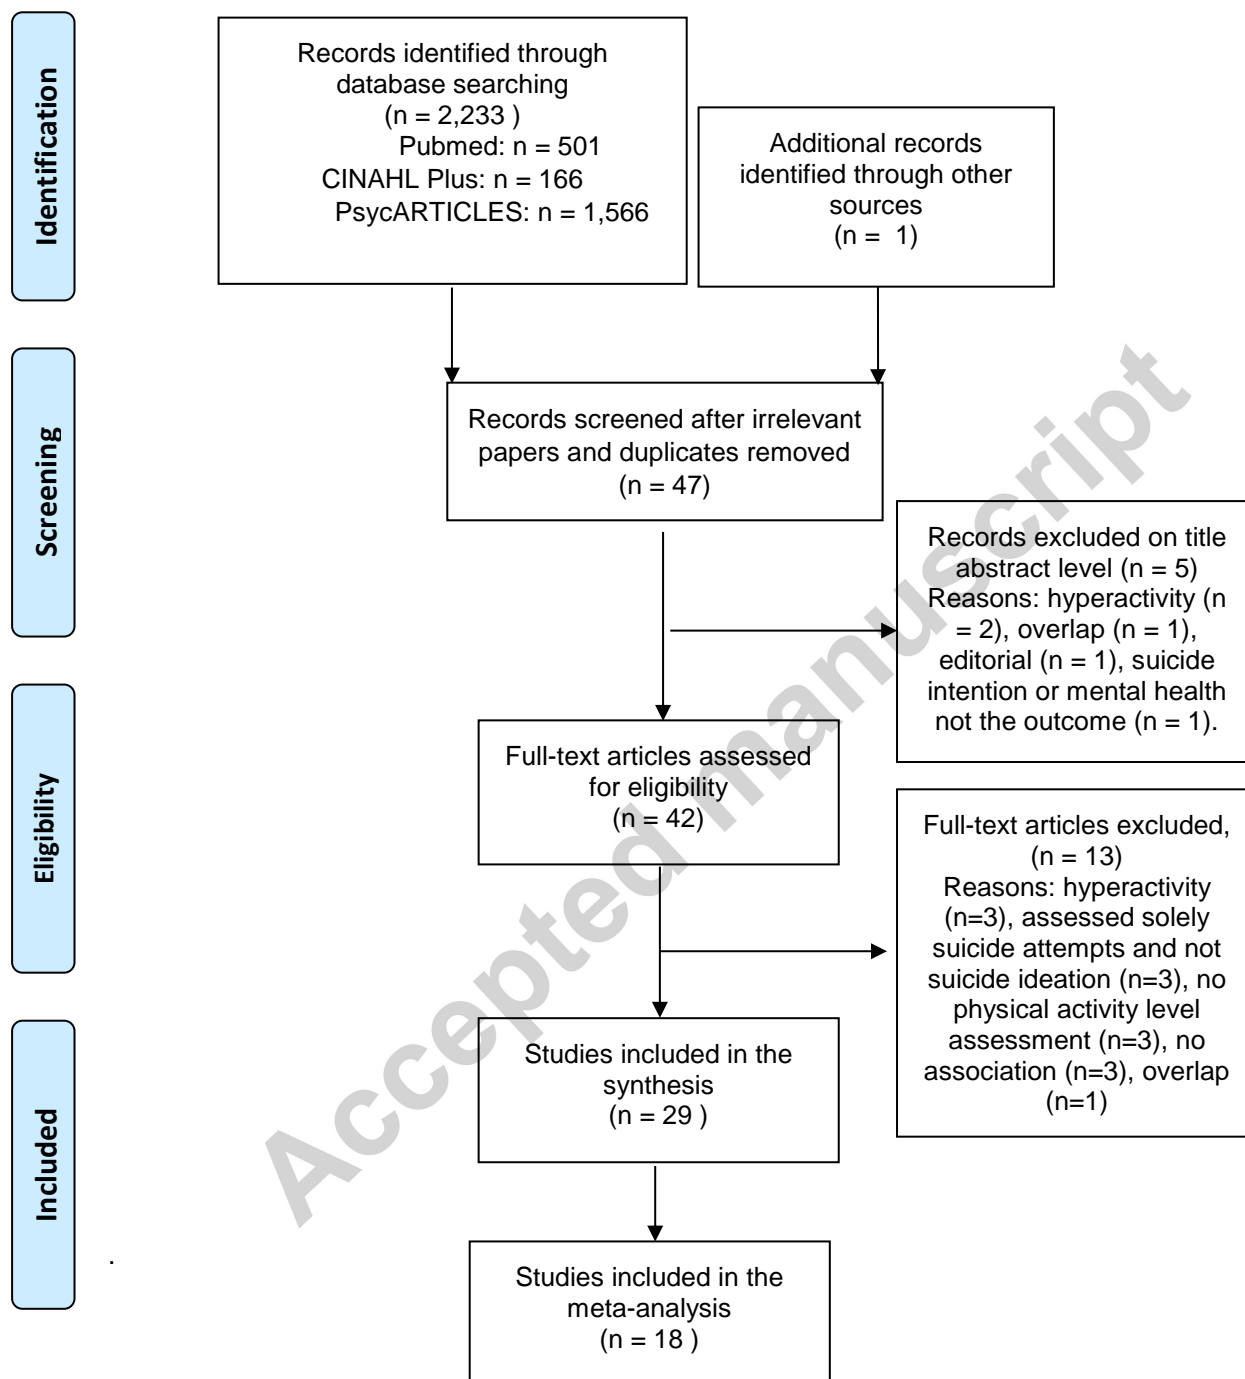 Identification
Records identified through
database searching
(n = 2,233 )
Pubmed: n = 501
CINAHL Plus: n = 166
PsycARTICLES: n = 1,566
Additional records
identified through other
sources
(n =  1)
Screening
Records screened after irrelevant
papers and duplicates removed
(n = 47)
Records excluded on title
abstract level (n = 5)
Reasons: hyperactivity (n
= 2), overlap (n = 1),
editorial (n = 1), suicide
intention or mental health
not the outcome (n = 1).
Eligibility
Full-text articles assessed
for eligibility
(n = 42)
Full-text articles excluded,
(n = 13)
Reasons: hyperactivity
(n=3), assessed solely
suicide attempts and not
suicide ideation (n=3), no
physical activity level
assessment (n=3), no
association (n=3), overlap
(n=1)
Included
Studies included in the
synthesis
(n = 29 )
.
Studies included in the
meta-analysis
(n = 18 )
Accepted manuscript